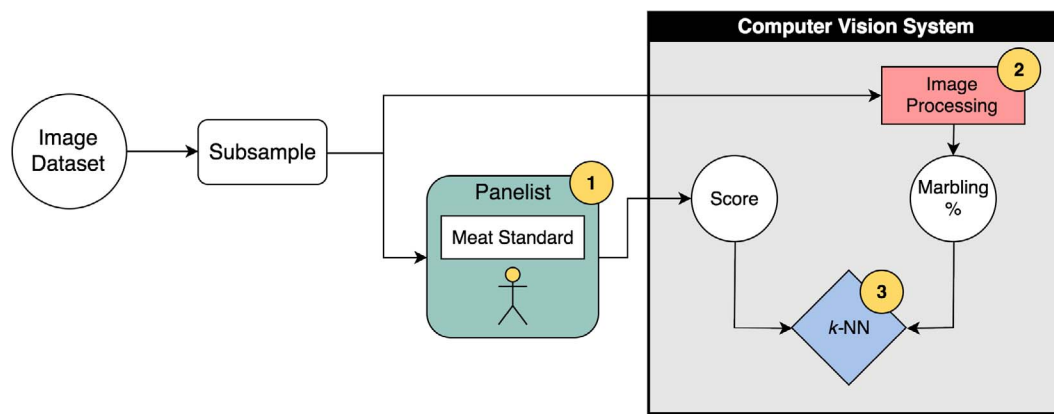 Computer Vision System
2
Image
Processing
Image
Dataset
Subsample
1
Panelist
Meat Standard
Score
Marbling
%
3
k-NN